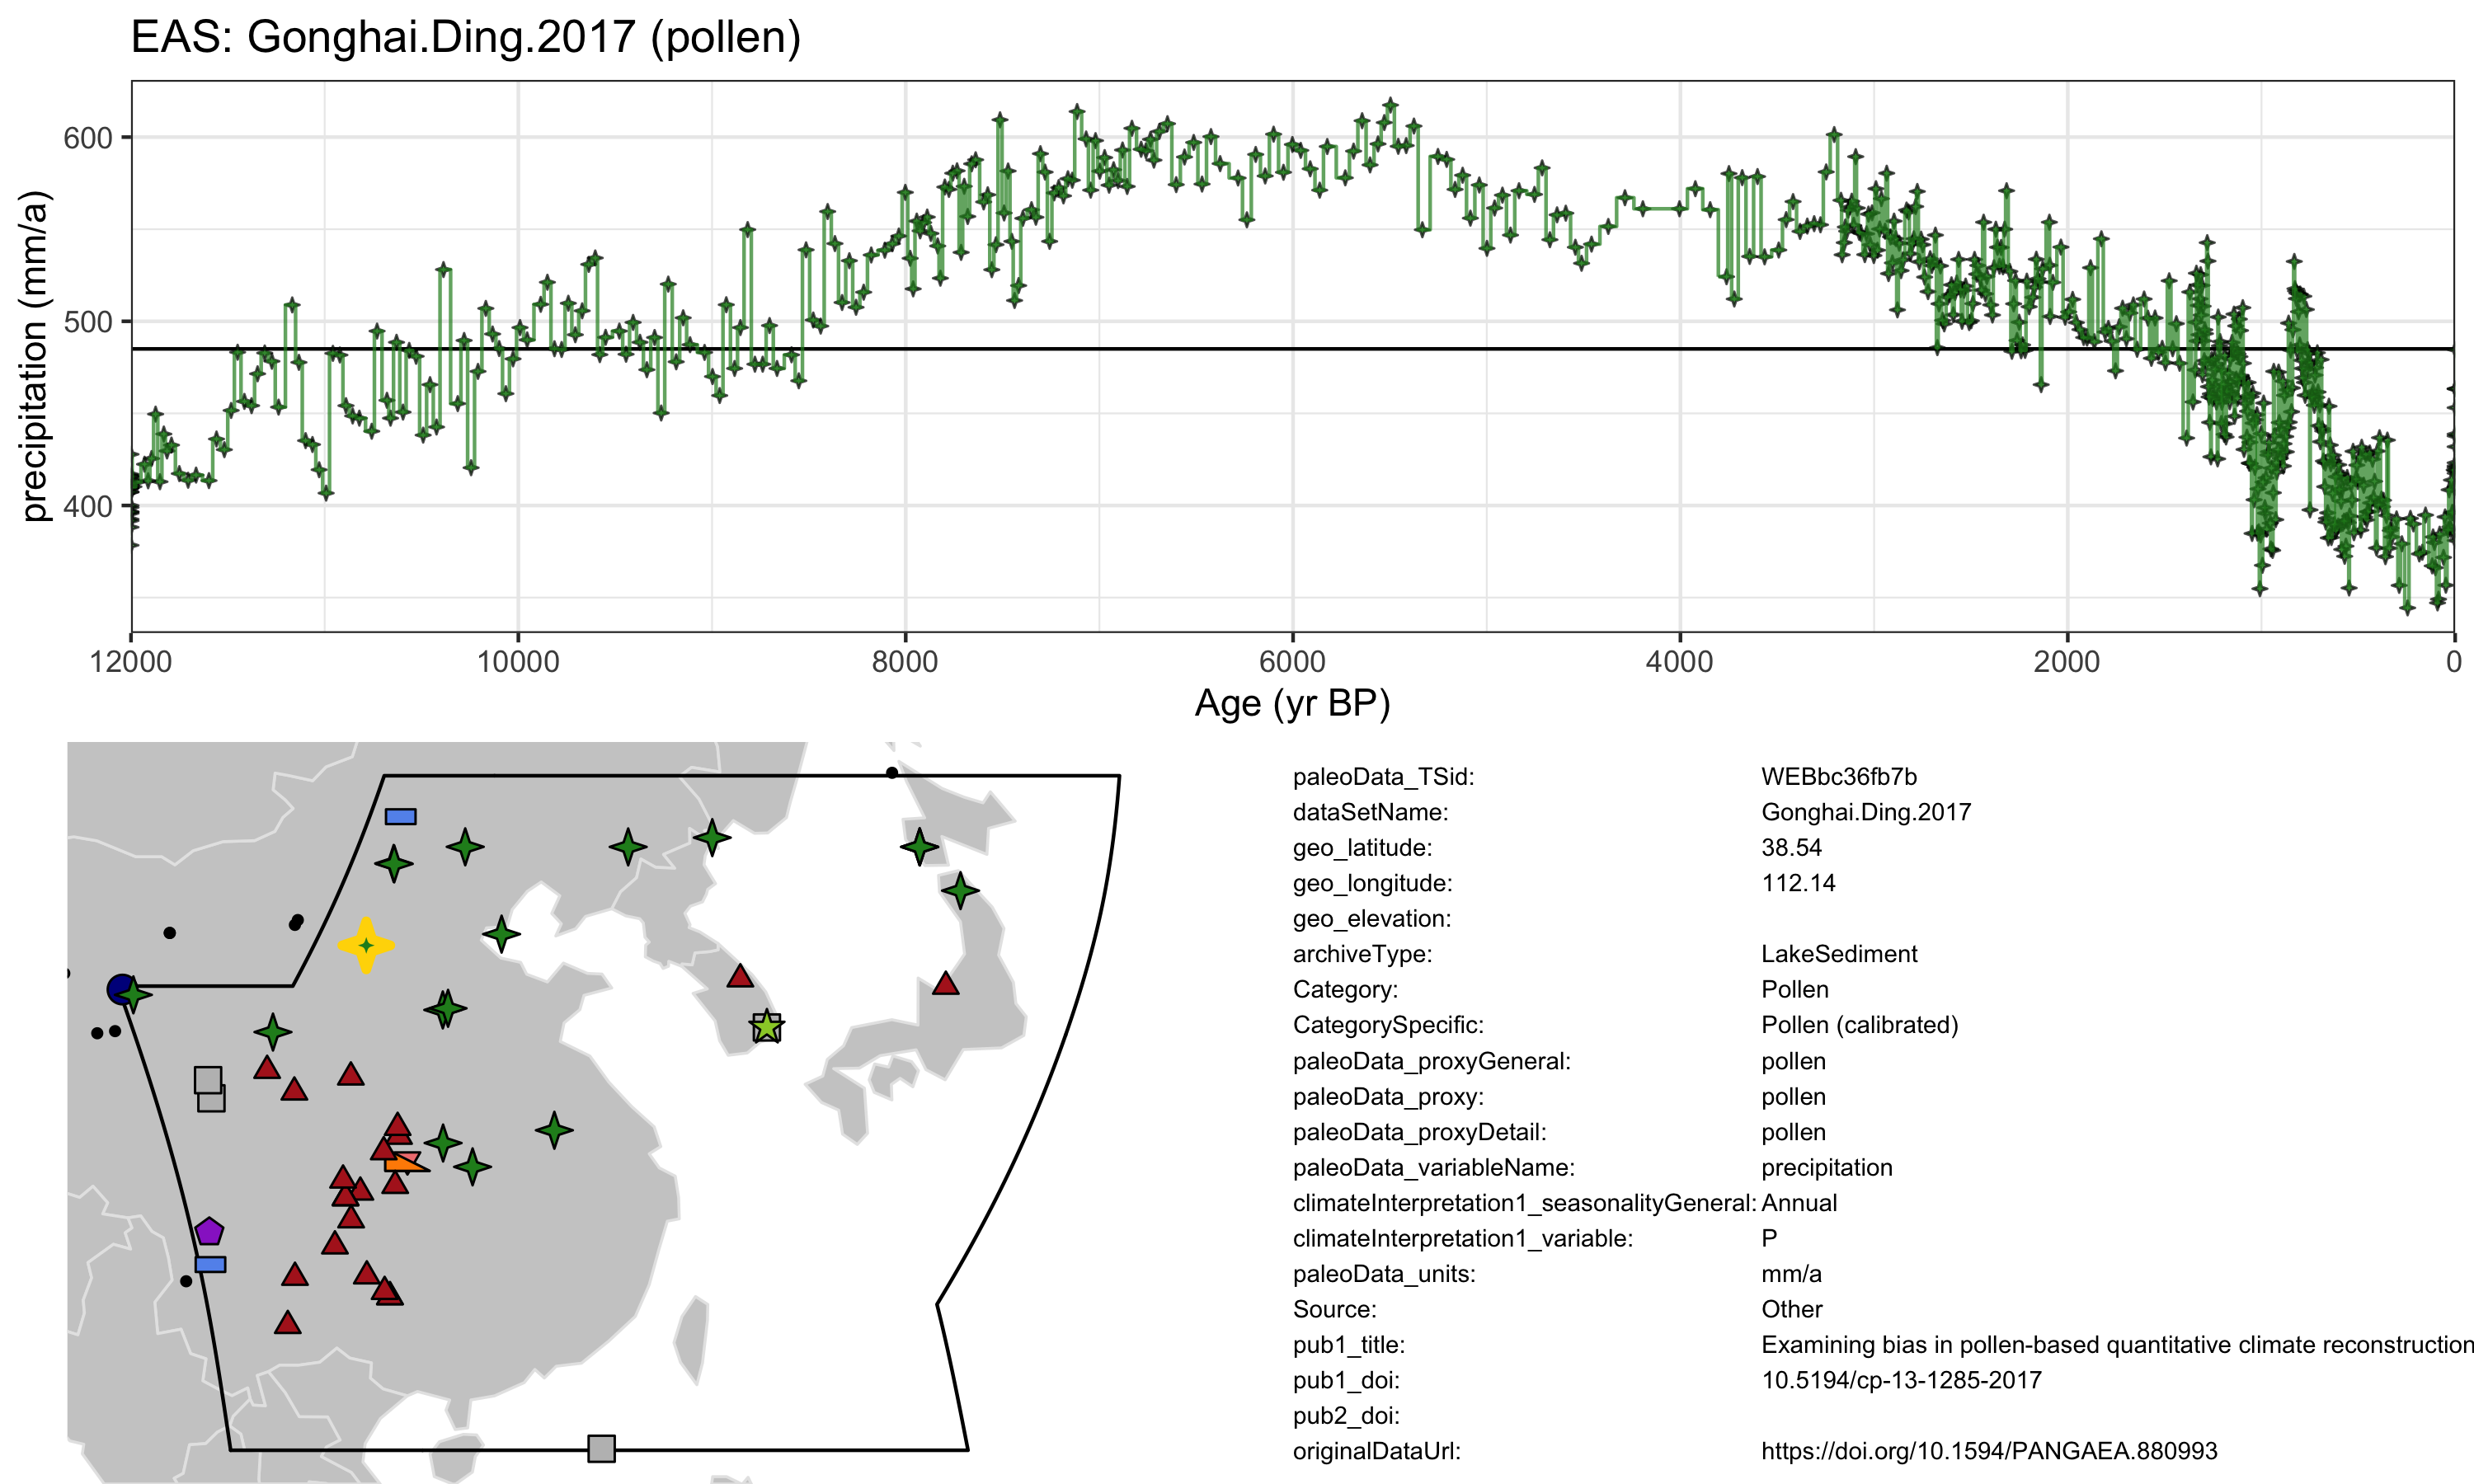 EAS: Gonghai.Ding.2017 (pollen)
precipitation (mm/a)
600
500
400
12000 10000 8000 6000 4000 2000 0
Age (yr BP)
paleoData_TSid: WEBbc36fb7b
dataSetName: Gonghai.Ding.2017
geo_latitude: 38.54
geo_longitude: 112.14
geo_elevation:
archiveType: LakeSediment
Category: Pollen
CategorySpecific: Pollen (calibrated)
paleoData_proxyGeneral: pollen
paleoData_proxy: pollen
paleoData_proxyDetail: pollen
paleoData_variableName: precipitation
climateInterpretation1_seasonalityGeneral: Annual
climateInterpretation1_variable: P
paleoData_units: mm/a
Source: Other
pub1_title: Examining bias in pollen-based quantitative climate reconstruction
pub1_doi: 10.5194/cp-13-1285-2017
pub2_doi:
originalDataUrl: https://doi.org/10.1594/PANGAEA.880993